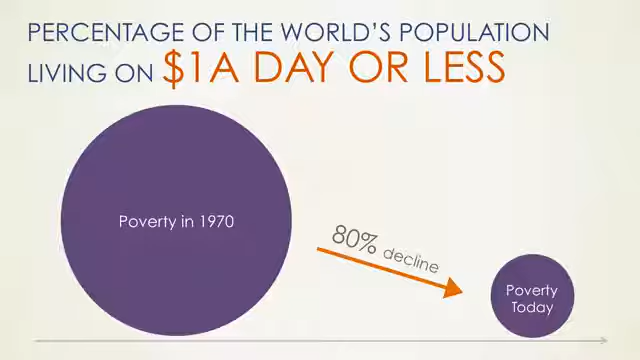 PERCENTAGE OF THE WORLD'S POPULATION
LIVING ON $1A DAY OR LESS
Poverty in 1970
80% decline
Poverty
Today